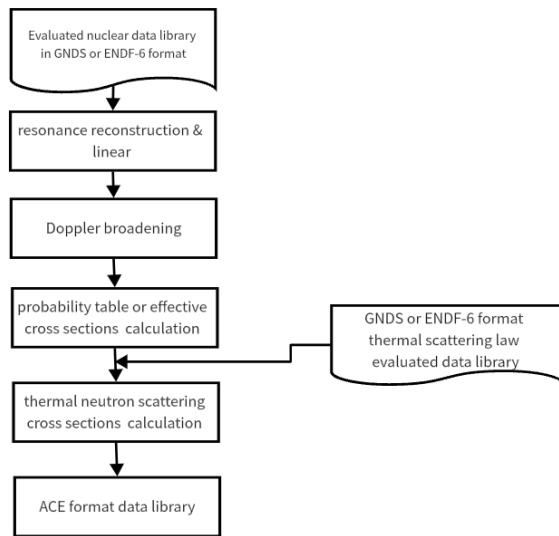 Evaluated nuclear data library
in GNDS or ENDF-6 format
resonance reconstruction &
linear
Doppler broadening
probability table or effective
cross sections calculation
GNDS or ENDF-6 format
thermal scattering law
evaluated data library
thermal neutron scattering
cross sections calculation
ACE format data library